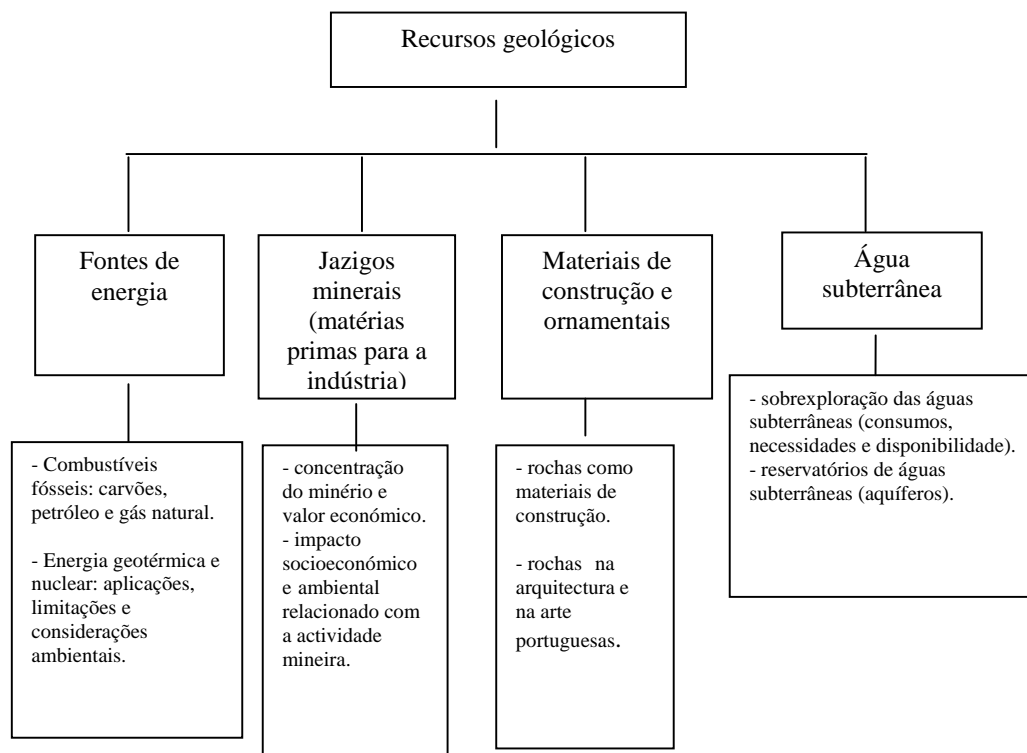 Recursos geológicos
Fontes de
energia
Jazigos
minerais
(matérias
primas para a
indústria)
Materiais de
construção e
ornamentais
Água
subterrânea
- Combustíveis
fósseis: carvões,
petróleo e gás natural.
- Energia geotérmica e
nuclear: aplicações,
limitações e
considerações
ambientais.
- concentração
do minério e
valor económico.
- impacto
socioeconómico
e ambiental
relacionado com
a actividade
mineira.
- rochas como
materiais de
construção.
- rochas na
arquitectura e
na arte
portuguesas.
- sobrexploração das águas
subterrâneas (consumos,
necessidades e disponibilidade).
- reservatórios de águas
subterrâneas (aquíferos).